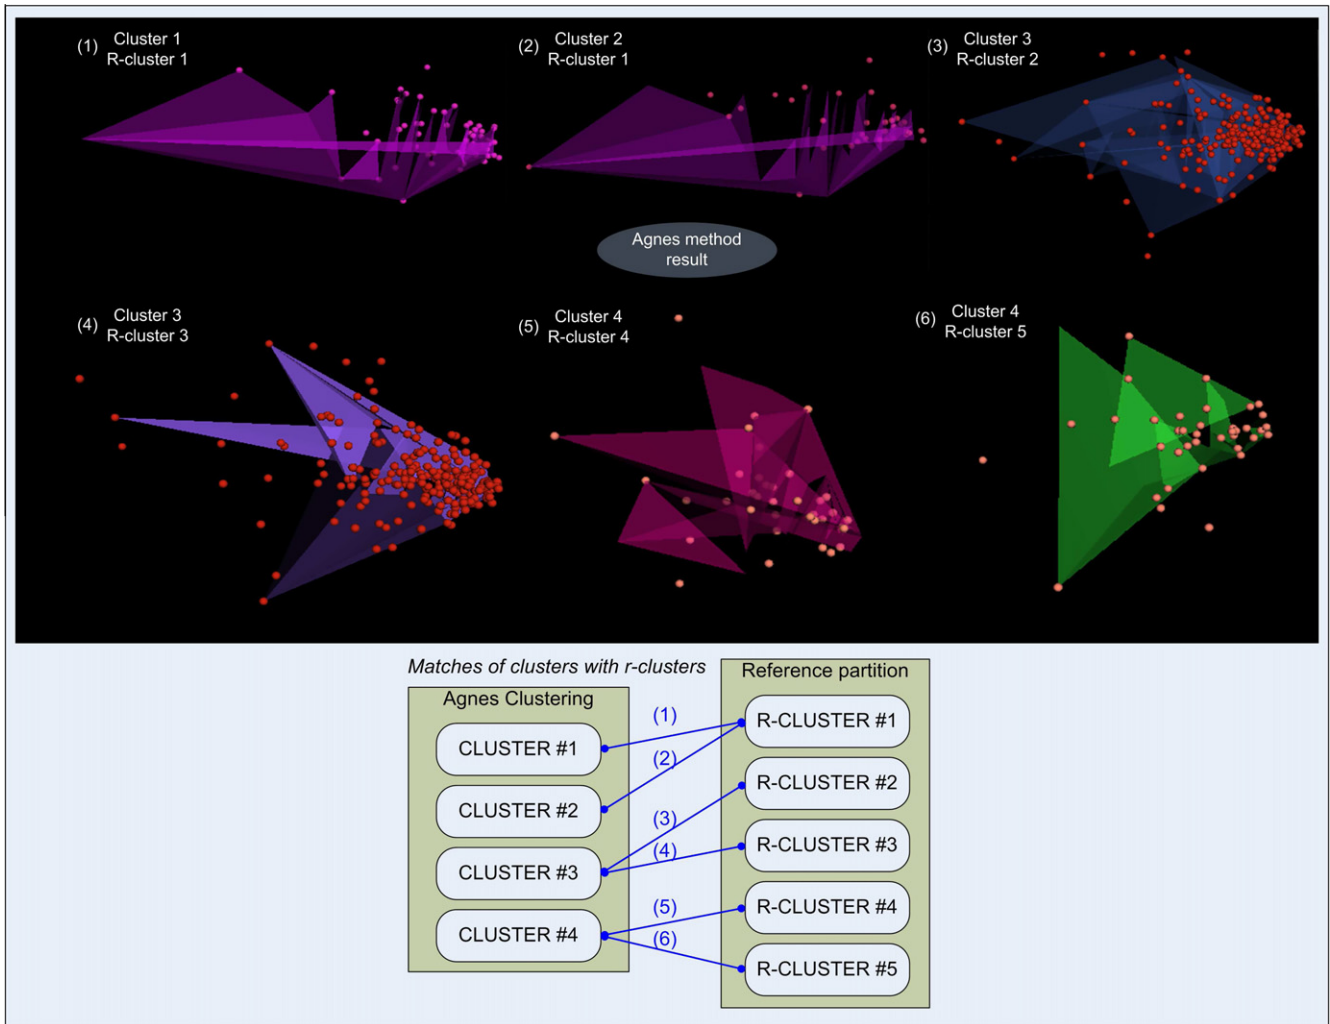 (1) Cluster 1
R-cluster 1
(2) Cluster 2
R-cluster 1
(3) Cluster 3
R-cluster 2
Agnes method
result
(4) Cluster 3
R-cluster 3
(5) Cluster 4
R-cluster 4
(6) Cluster 4
R-cluster 5
Matches of clusters with r-clusters
Agnes Clustering
CLUSTER #1
CLUSTER #2
CLUSTER #3
CLUSTER #4
(1)
(2)
(3)
(4)
(5)
(6)
Reference partition
R-CLUSTER #1
R-CLUSTER #2
R-CLUSTER #3
R-CLUSTER #4
R-CLUSTER #5